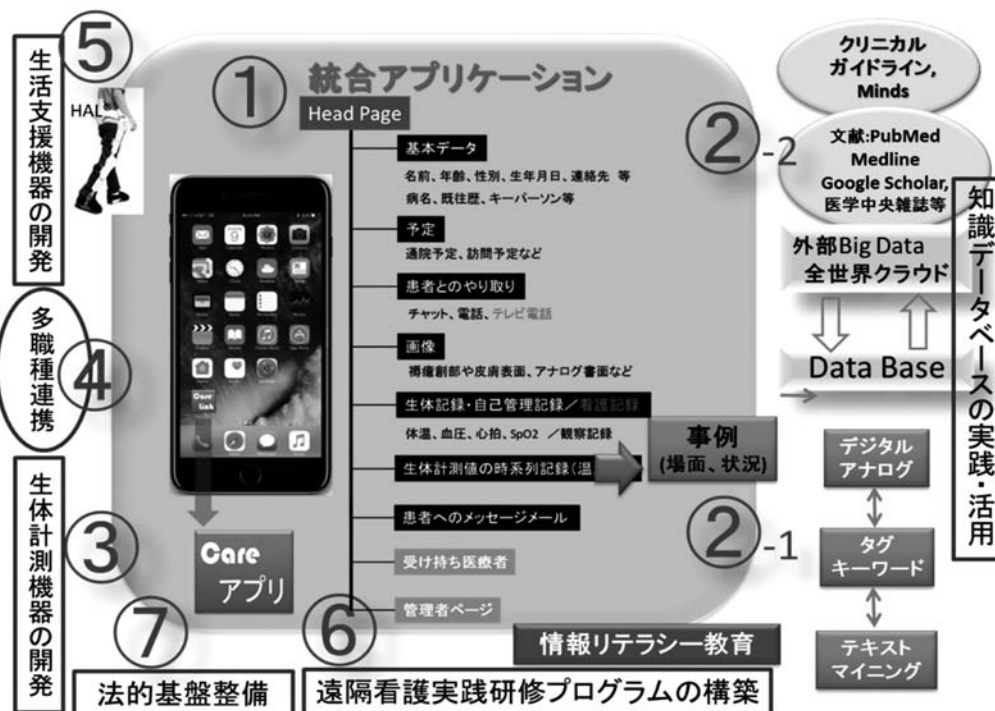 ⑤
生活支援機器の開発
HAL
多職種連携
④
生体計測機器の開発
③
①
統合アプリケーション
Head Page
基本データ
名前、年齢、性別、生年月日、連絡先 等
病名、既往歴、キーパーソン等
予定
通院予定、訪問予定など
患者とのやり取り
チャット、電話、テレビ電話
画像
褥瘡創部や皮膚表面、アナログ書面など
生体記録・自己管理記録／看護記録
体温、血圧、心拍、SpO2 ／観察記録
生体計測値の時系列記録(温
患者へのメッセージメール
受け持ち医療者
管理者ページ
Care
link
Care
アプリ
事例
(場面、状況)
②-2
クリニカル
ガイドライン,
Minds
文献:PubMed
Medline
Google Scholar,
医学中央雑誌等
外部Big Data
全世界クラウド
Data Base
知識データベースの実践・活用
②-1
デジタル
アナログ
タグ
キーワード
テキスト
マイニング
⑦
法的基盤整備
⑥
情報リテラシー教育
遠隔看護実践研修プログラムの構築